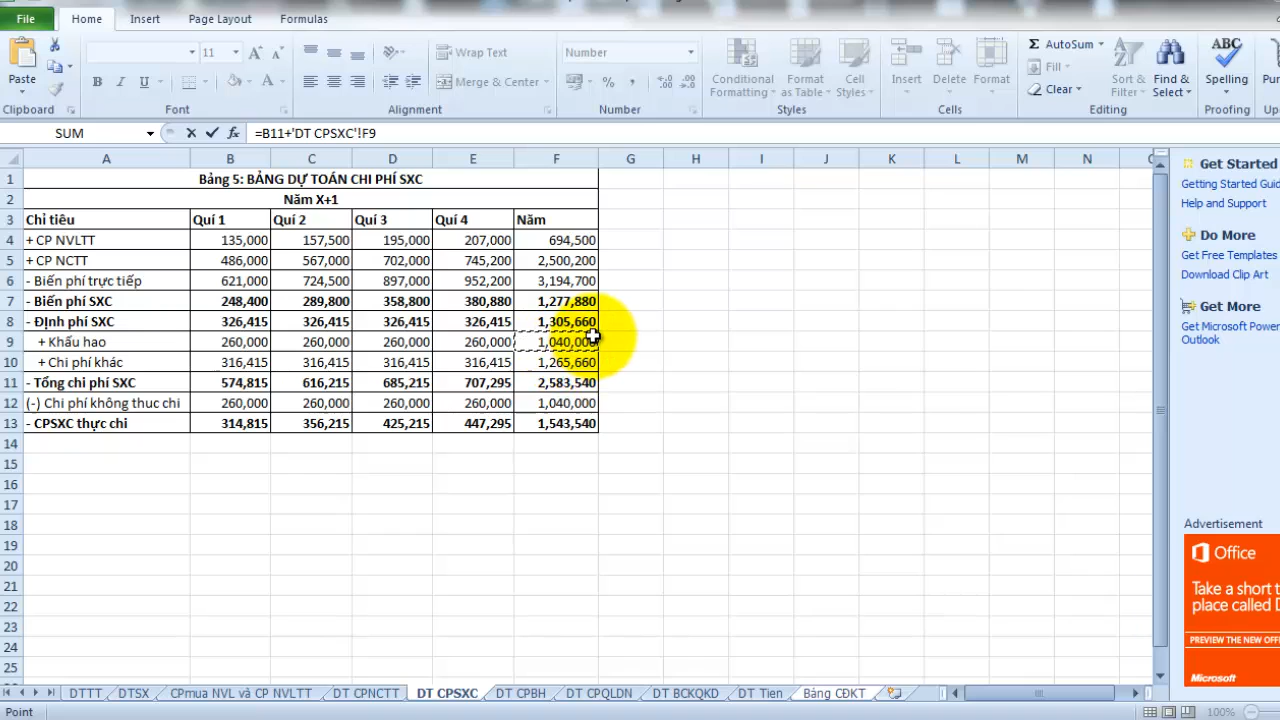 File Home Insert Page Layout Formulas
Paste 11 Wrap Text Number AutoSum
B I U A Merge & Center % , Conditional Formatting Format as Table Cell Styles Insert Delete Format Fill Clear Sort & Filter Find & Select ABC Spelling
Clipboard Font Alignment Number Styles Cells Editing Proofing
SUM fx =B11+'DT CPSXC'!F9
A B C D E F G H I J K L M N
1 Bảng 5: BẢNG DỰ TOÁN CHI PHÍ SXC
2 Năm X+1
3 Chỉ tiêu Quí 1 Quí 2 Quí 3 Quí 4 Năm
4 + CP NVLTT 135,000 157,500 195,000 207,000 694,500
5 + CP NCTT 486,000 567,000 702,000 745,200 2,500,200
6 - Biến phí trực tiếp 621,000 724,500 897,000 952,200 3,194,700
7 - Biến phí SXC 248,400 289,800 358,800 380,880 1,277,880
8 - Định phí SXC 326,415 326,415 326,415 326,415 1,305,660
9 + Khấu hao 260,000 260,000 260,000 260,000 1,040,000
10 + Chi phí khác 316,415 316,415 316,415 316,415 1,265,660
11 - Tổng chi phí SXC 574,815 616,215 685,215 707,295 2,583,540
12 (-) Chi phí không thuc chi 260,000 260,000 260,000 260,000 1,040,000
13 - CPSXC thực chi 314,815 356,215 425,215 447,295 1,543,540
14
15
16
17
18
19
20
21
22
23
24
25
Get Started
Getting Started Guid
Help and Support
Do More
Get Free Templates
Download Clip Art
Get More
Try Microsoft Power
Outlook
Advertisement
Office
Take a short t
place called
PREVIEW THE NEW OFFI
Microsoft
DTTT DTSX CPmua NVL và CP NVLTT DT CPNCTT DT CPSXC DT CPBH DT CPQLDN DT BCKQKD DT Tien Bảng CĐKT
Point 100%